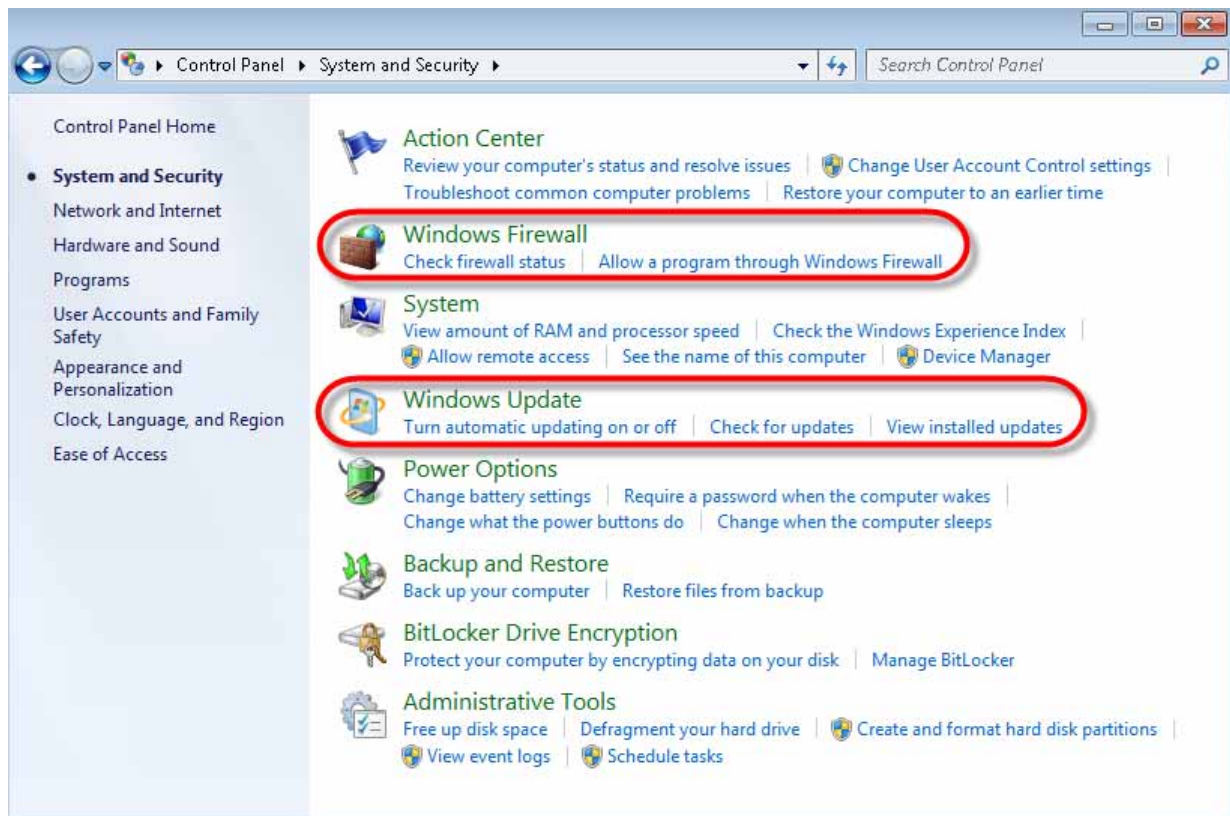 Control Panel ▸ System and Security ▸
Search Control Panel
Control Panel Home
System and Security
Network and Internet
Hardware and Sound
Programs
User Accounts and Family
Safety
Appearance and
Personalization
Clock, Language, and Region
Ease of Access
Action Center
Review your computer's status and resolve issues | Change User Account Control settings |
Troubleshoot common computer problems | Restore your computer to an earlier time
Windows Firewall
Check firewall status | Allow a program through Windows Firewall
System
View amount of RAM and processor speed | Check the Windows Experience Index |
Allow remote access | See the name of this computer | Device Manager
Windows Update
Turn automatic updating on or off | Check for updates | View installed updates
Power Options
Change battery settings | Require a password when the computer wakes |
Change what the power buttons do | Change when the computer sleeps
Backup and Restore
Back up your computer | Restore files from backup
BitLocker Drive Encryption
Protect your computer by encrypting data on your disk | Manage BitLocker
Administrative Tools
Free up disk space | Defragment your hard drive | Create and format hard disk partitions |
View event logs | Schedule tasks